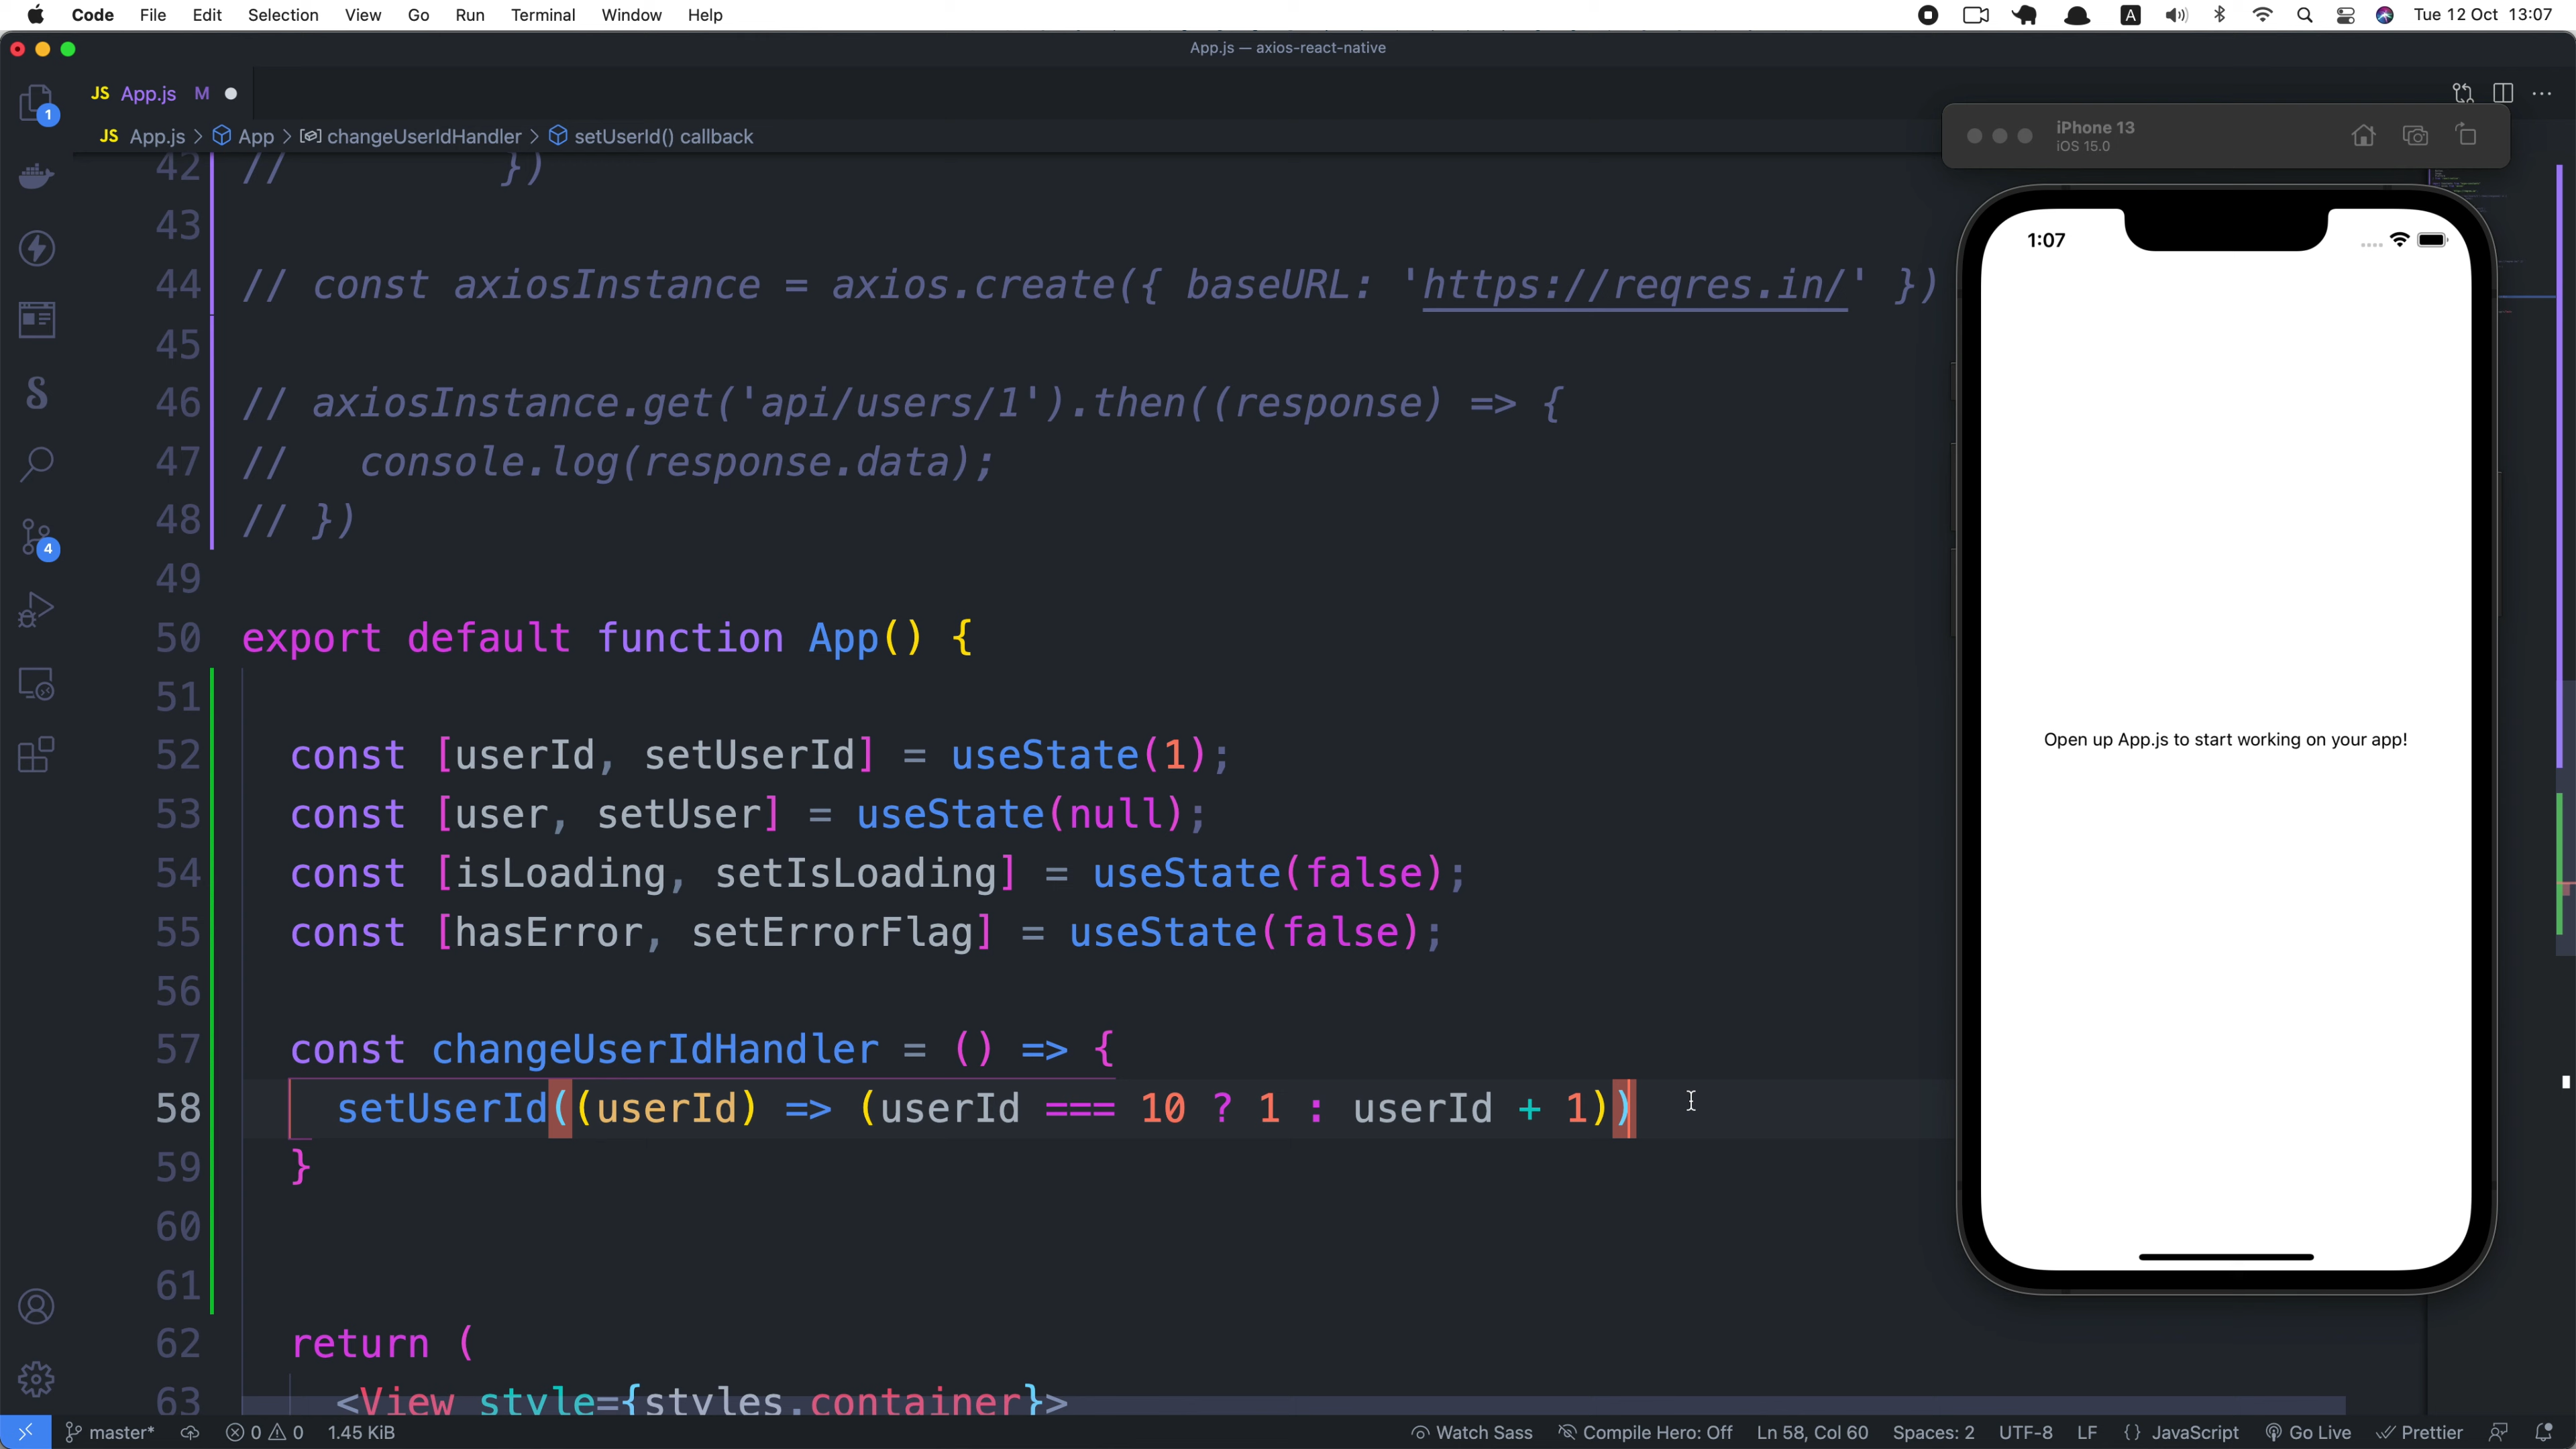 Code File Edit Selection View Go Run Terminal Window Help A Tue 12 Oct 13:07
App.js — axios-react-native
JS App.js M
JS App.js > App > changeUserIdHandler > setUserId() callback
iPhone 13
iOS 15.0
1
4
42 // })
43
44 // const axiosInstance = axios.create({ baseURL: 'https://reqres.in/' })
45
46 // axiosInstance.get('api/users/1').then((response) => {
47 // console.log(response.data);
48 // })
49
50 export default function App() {
51
52 const [userId, setUserId] = useState(1);
53 const [user, setUser] = useState(null);
54 const [isLoading, setIsLoading] = useState(false);
55 const [hasError, setErrorFlag] = useState(false);
56
57 const changeUserIdHandler = () => {
58 setUserId((userId) => (userId === 10 ? 1 : userId + 1))
59 }
60
61
62 return (
63 <View style={styles.container}>
1:07
Open up App.js to start working on your app!
master* 0 0 1.45 KiB Watch Sass Compile Hero: Off Ln 58, Col 60 Spaces: 2 UTF-8 LF {} JavaScript Go Live Prettier